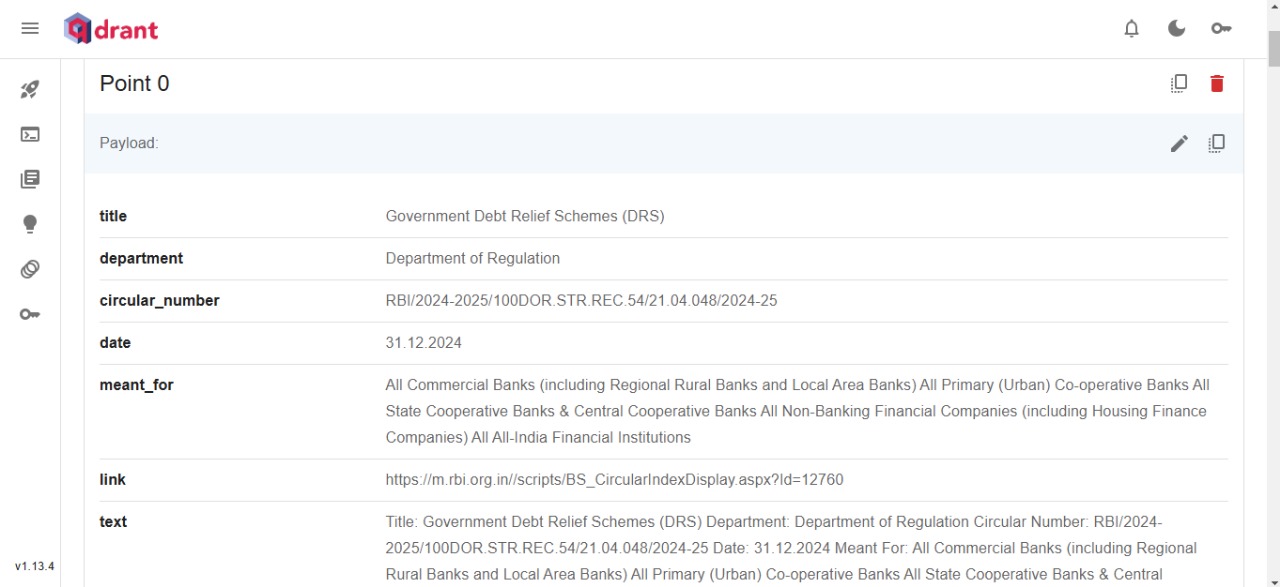 qdrant
Point 0
Payload:
title Government Debt Relief Schemes (DRS)
department Department of Regulation
circular_number RBI/2024-2025/100DOR.STR.REC.54/21.04.048/2024-25
date 31.12.2024
meant_for All Commercial Banks (including Regional Rural Banks and Local Area Banks) All Primary (Urban) Co-operative Banks All
State Cooperative Banks & Central Cooperative Banks All Non-Banking Financial Companies (including Housing Finance
Companies) All All-India Financial Institutions
link https://m.rbi.org.in//scripts/BS_CircularIndexDisplay.aspx?Id=12760
text Title: Government Debt Relief Schemes (DRS) Department: Department of Regulation Circular Number: RBI/2024-
2025/100DOR.STR.REC.54/21.04.048/2024-25 Date: 31.12.2024 Meant For: All Commercial Banks (including Regional
Rural Banks and Local Area Banks) All Primary (Urban) Co-operative Banks All State Cooperative Banks & Central
v1.13.4